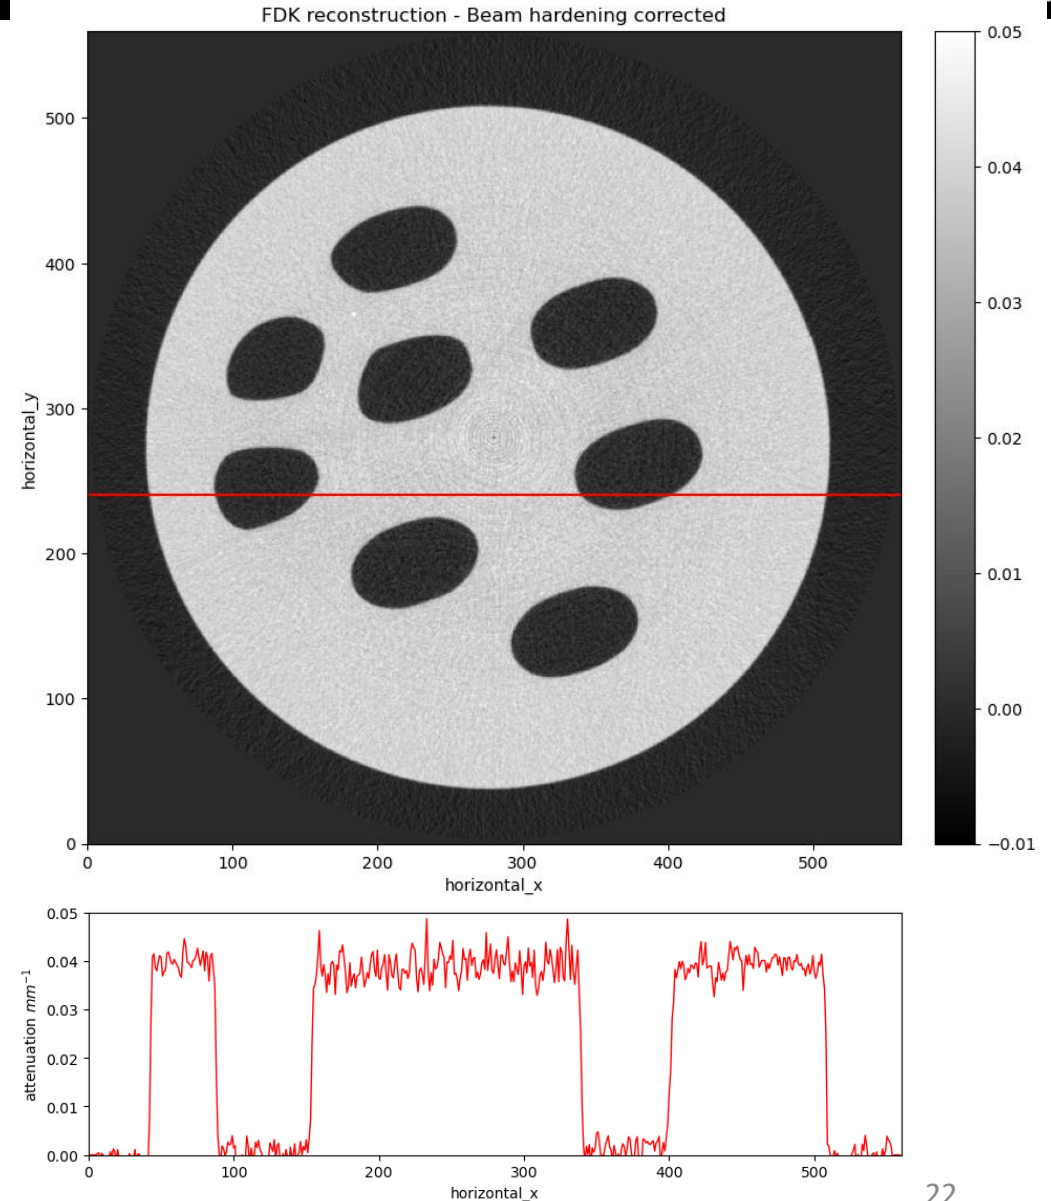 FDK reconstruction - Beam hardening corrected
horizontal_y
500
400
300
200
100
0
0 100 200 300 400 500
horizontal_x
0.05
0.04
0.03
0.02
0.01
0.00
−0.01
attenuation mm⁻¹
0.05
0.04
0.03
0.02
0.01
0.00
0 100 200 300 400 500
horizontal_x
22